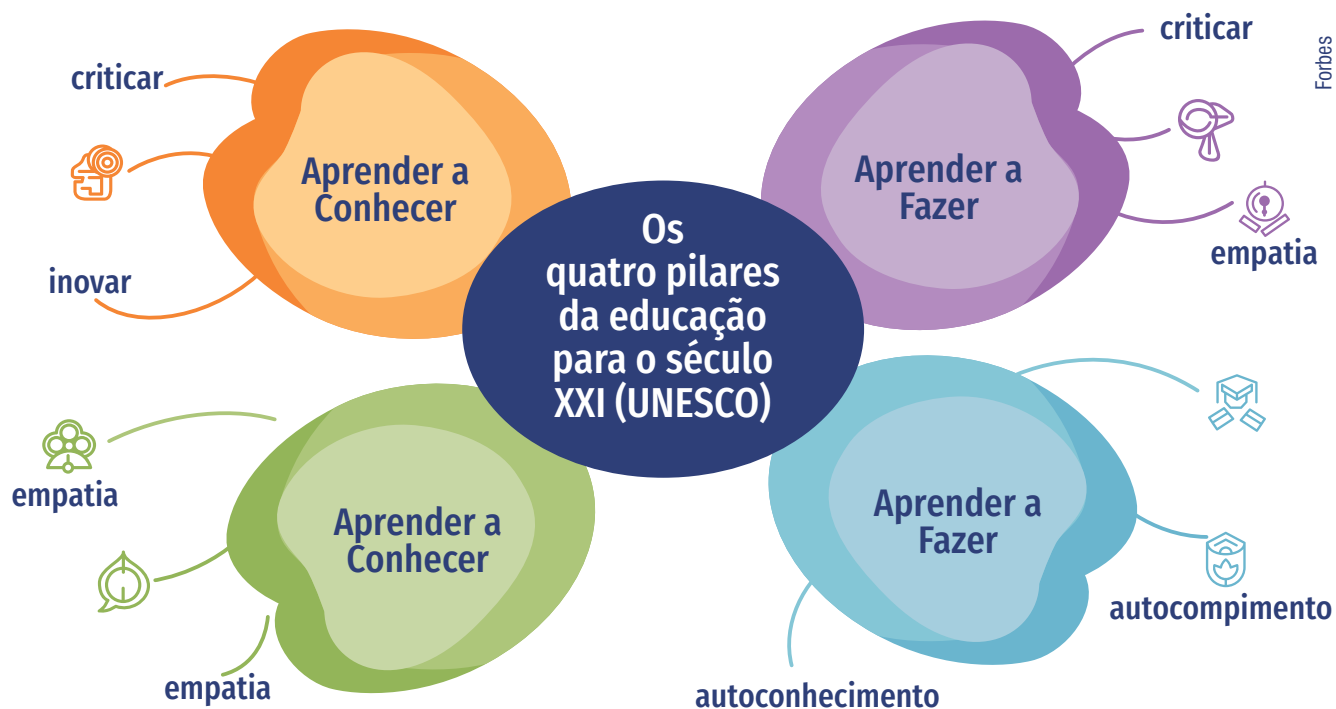 criticar
Aprender a
Conhecer
inovar
criticar
Forbes
Aprender a
Fazer
empatia
Os
quatro pilares
da educação
para o século
XXI (UNESCO)
empatia
Aprender a
Conhecer
empatia
Aprender a
Fazer
autocompimento
autoconhecimento